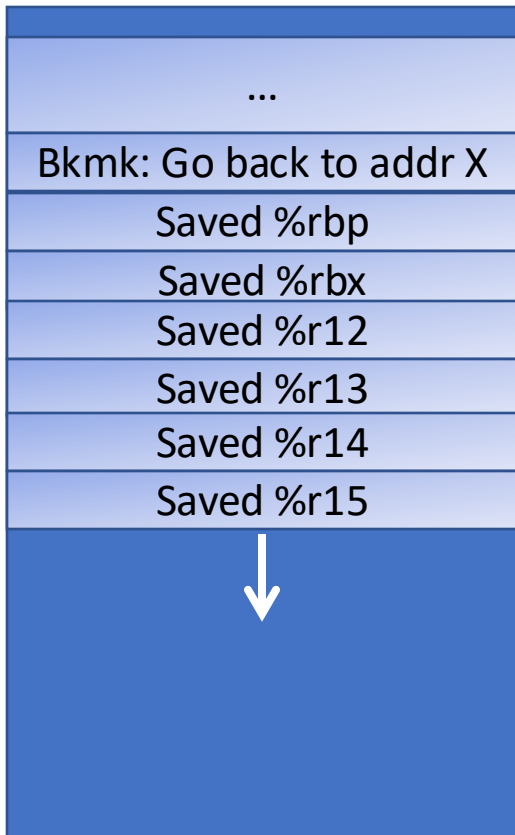 ...
Bkmk: Go back to addr X
Saved %rbp
Saved %rbx
Saved %r12
Saved %r13
Saved %r14
Saved %r15